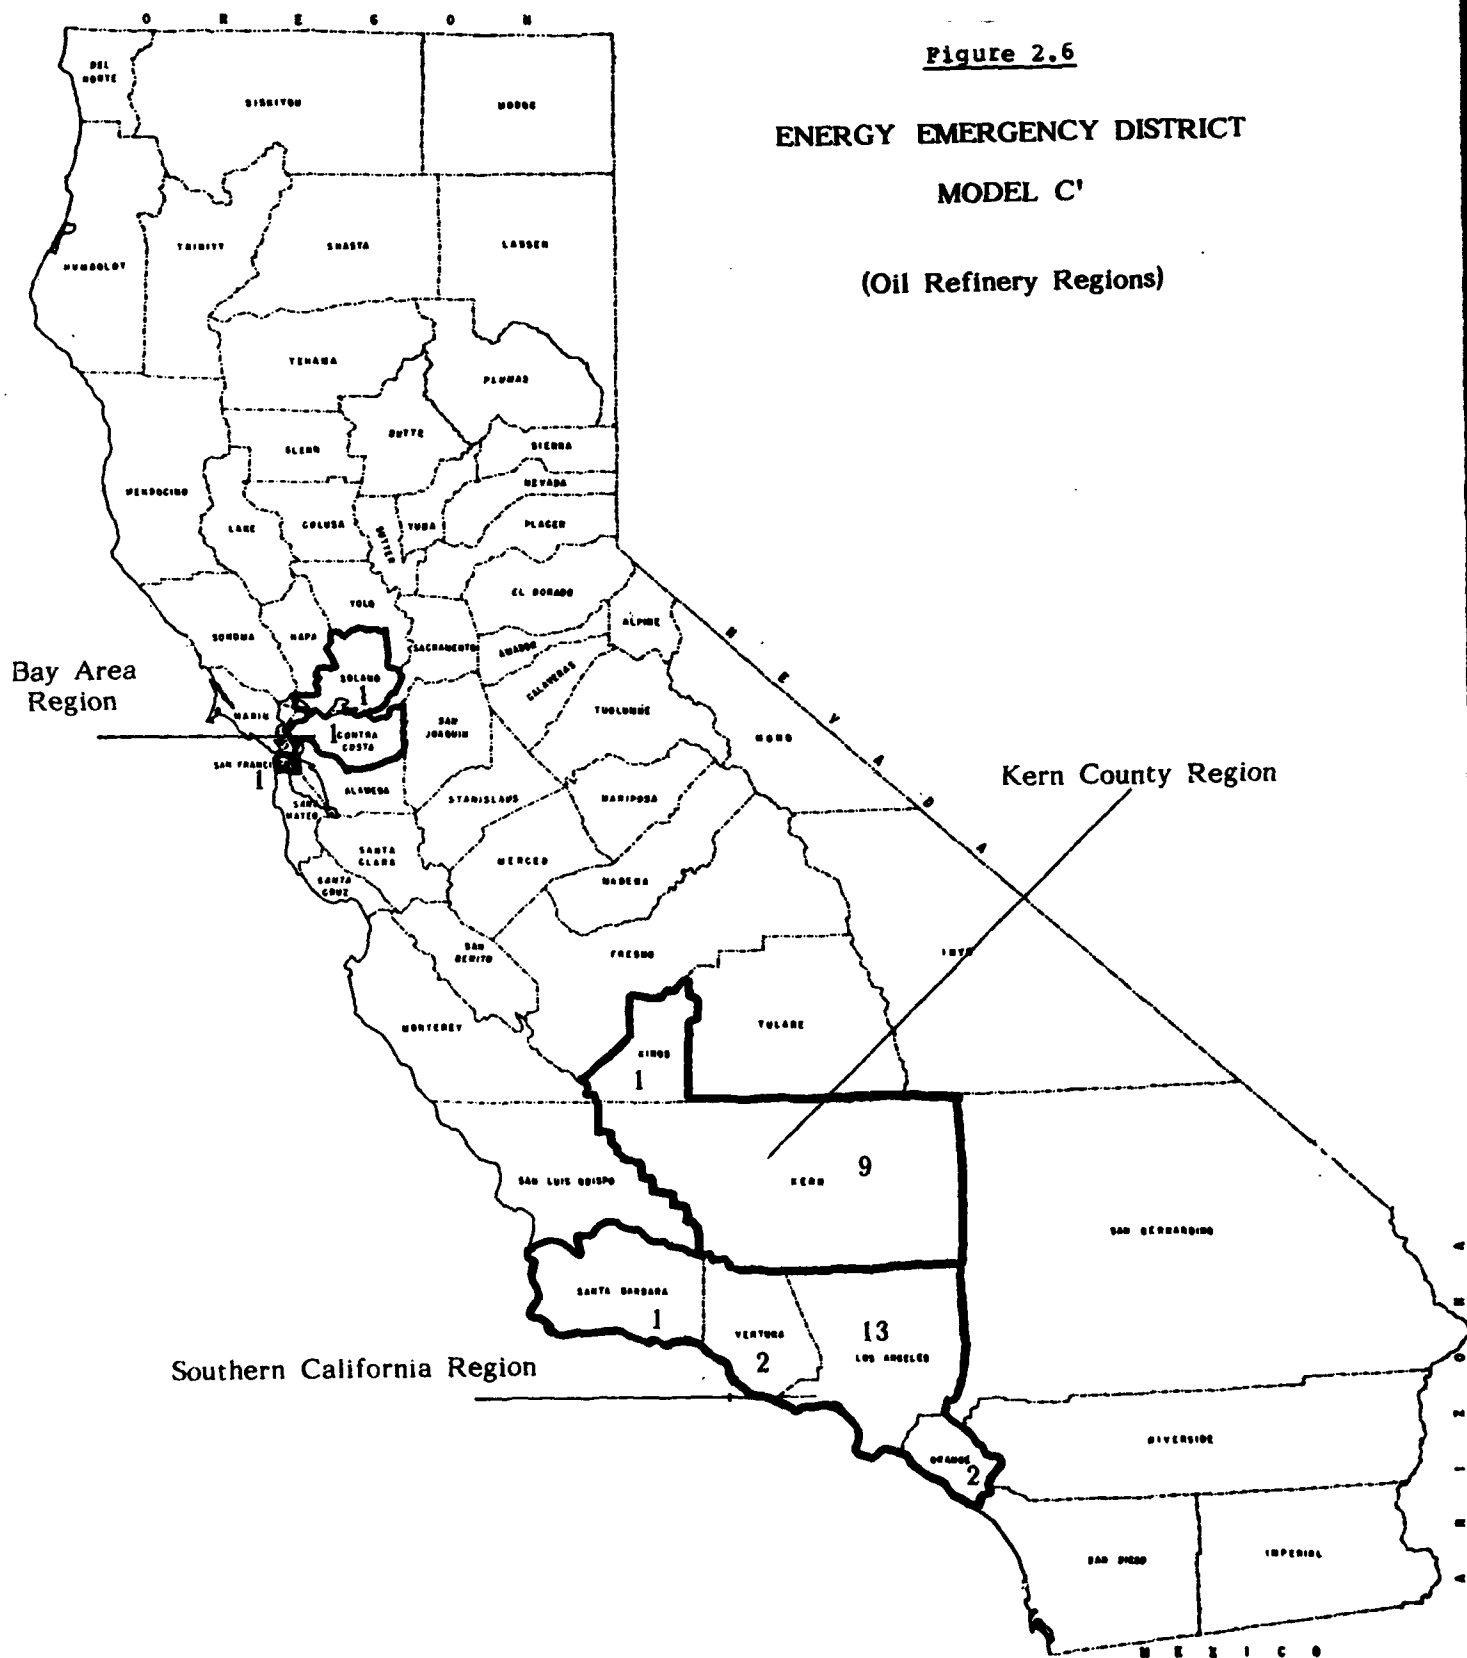 O R E G O N
Figure 2.6
ENERGY EMERGENCY DISTRICT
MODEL C'
(Oil Refinery Regions)
DEL
NORTE
SISKIYOU
MODOC
HUMBOLDT
TRINITY
SHASTA
LASSEN
TEHAMA
PLUMAS
MENDOCINO
GLENN
BUTTE
SIERRA
NEVADA
LAKE
COLUSA
SUTTER
YUBA
PLACER
EL DORADO
YOLO
SONOMA
NAPA
SACRAMENTO
AMADOR
ALPINE
N E V A D A
Bay Area
Region
SOLANO
1
CALAVERAS
MARIN
1
CONTRA
COSTA
SAN
JOAQUIN
TUOLUMNE
MONO
SAN FRANCI
1
ALAMEDA
STANISLAUS
MARIPOSA
Kern County Region
SAN
MATEO
SANTA
CLARA
MERCED
MADERA
SANTA
CRUZ
SAN
BENITO
FRESNO
INYO
MONTEREY
KINGS
1
TULARE
SAN LUIS OBISPO
KERN
9
SAN BERNARDINO
SANTA BARBARA
1
VENTURA
2
13
LOS ANGELES
Southern California Region
ORANGE
2
RIVERSIDE
SAN DIEGO
IMPERIAL
A R I Z O N A
M E X I C O